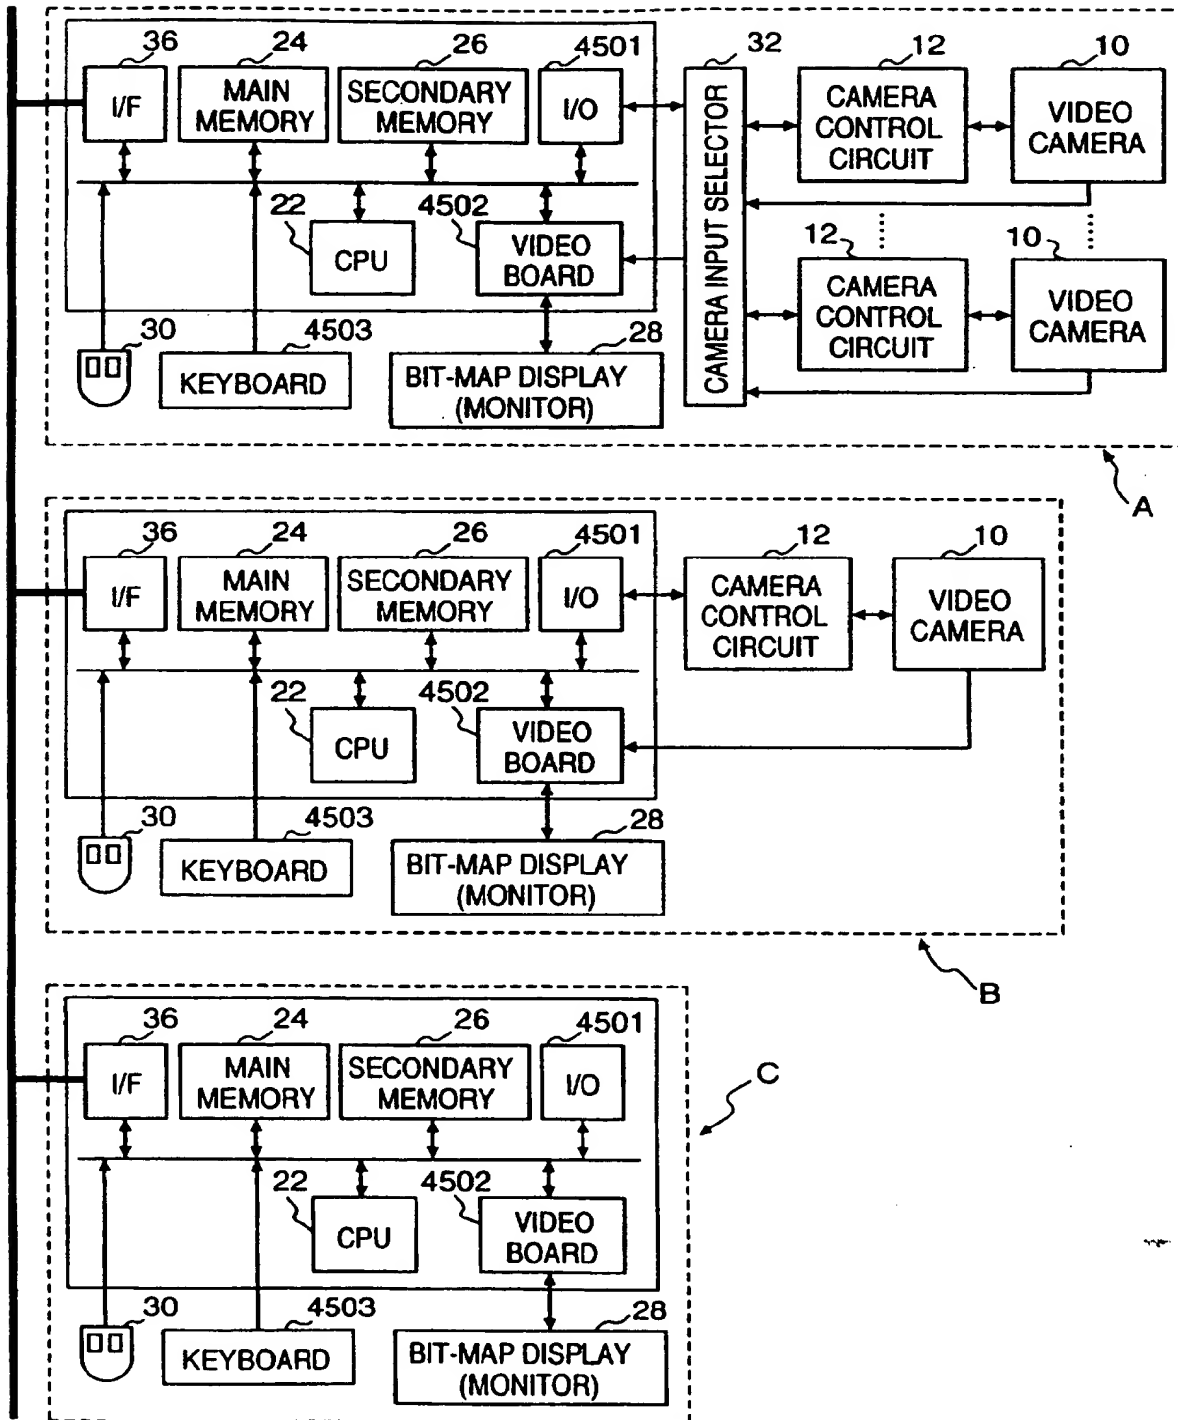 36 24 26 4501 32 12 10
I/F
MAIN
MEMORY
SECONDARY
MEMORY
I/O
CAMERA INPUT SELECTOR
CAMERA
CONTROL
CIRCUIT
VIDEO
CAMERA
22
CPU
4502
VIDEO
BOARD
12
CAMERA
CONTROL
CIRCUIT
10
VIDEO
CAMERA
30
4503
KEYBOARD
28
BIT-MAP DISPLAY
(MONITOR)
A
36 24 26 4501 12 10
I/F
MAIN
MEMORY
SECONDARY
MEMORY
I/O
CAMERA
CONTROL
CIRCUIT
VIDEO
CAMERA
22
CPU
4502
VIDEO
BOARD
30
4503
KEYBOARD
28
BIT-MAP DISPLAY
(MONITOR)
B
36 24 26 4501
I/F
MAIN
MEMORY
SECONDARY
MEMORY
I/O
C
22
CPU
4502
VIDEO
BOARD
30
4503
KEYBOARD
28
BIT-MAP DISPLAY
(MONITOR)